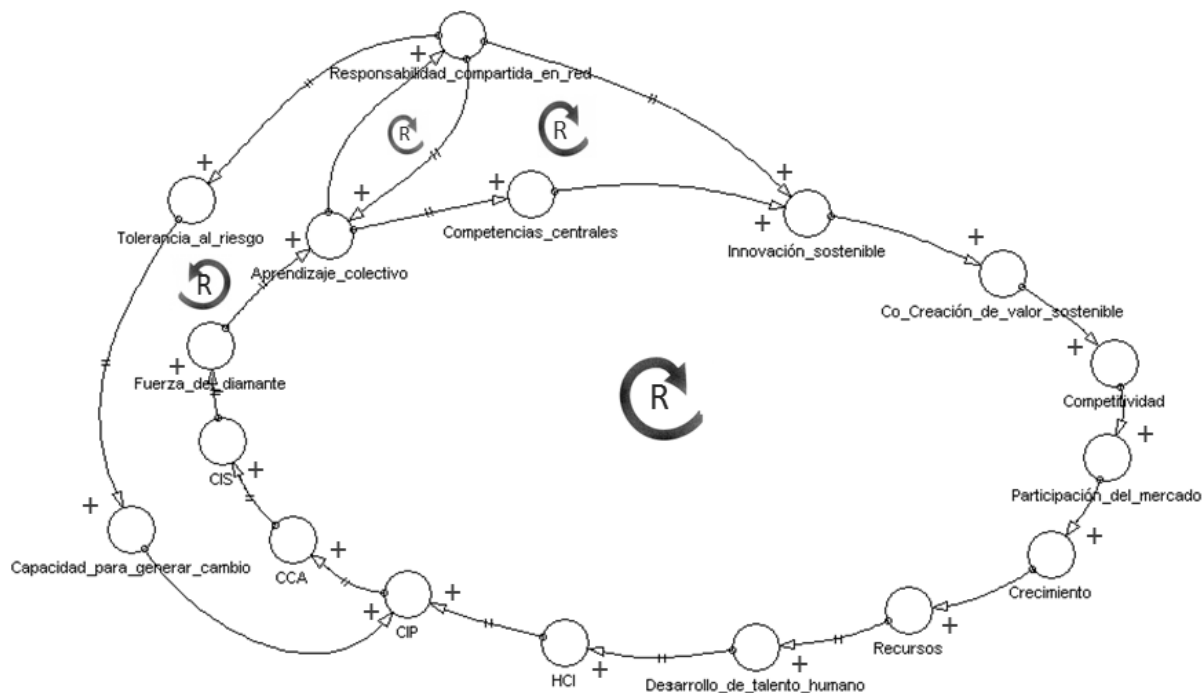 +
Responsabilidad_compartida_en_red
R
R
+
+
+
+
Tolerancia_al_riesgo
Competencias_centrales
+
+
Innovación_sostenible
+
Aprendizaje_colectivo
R
+
Co_Creación_de_valor_sostenible
+
Fuerza_del_diamante
+
Competitividad
R
+
CIS
+
Participación_del_mercado
+
Capacidad_para_generar_cambio
+
CCA
+
Crecimiento
+
+
CIP
+
Recursos
+
HCI
+
Desarrollo_de_talento_humano
+